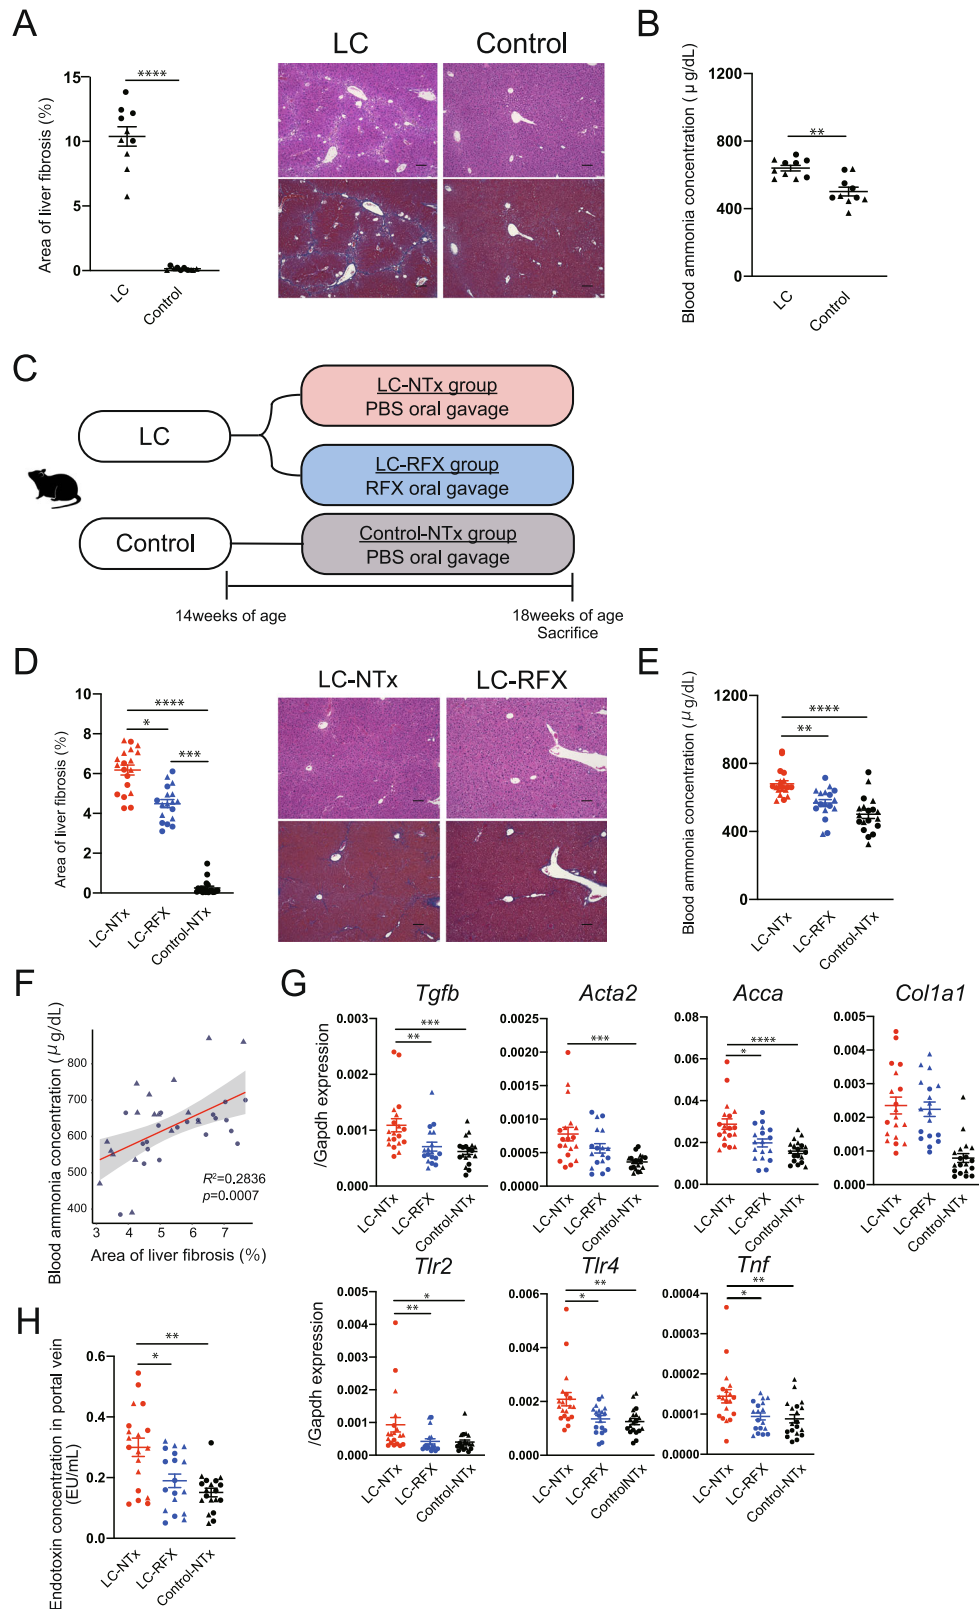 A
LC
Control
B
Area of liver fibrosis (%)
15
10
5
0
****
LC
Control
Blood ammonia concentration (μg/dL)
1200
800
400
0
**
LC
Control
C
LC
LC-NTx group
PBS oral gavage
LC-RFX group
RFX oral gavage
Control
Control-NTx group
PBS oral gavage
14weeks of age
18weeks of age
Sacrifice
D
Area of liver fibrosis (%)
10
8
6
4
2
0
****
*
***
LC-NTx
LC-RFX
Control-NTx
LC-NTx
LC-RFX
E
Blood ammonia concentration (μg/dL)
1200
800
400
0
****
**
LC-NTx
LC-RFX
Control-NTx
F
Blood ammonia concentration (μg/dL)
800
700
600
500
400
R²=0.2836
p=0.0007
3 4 5 6 7
Area of liver fibrosis (%)
G
/Gapdh expression
Tgfb
0.003
0.002
0.001
0.000
***
**
LC-NTx
LC-RFX
Control-NTx
Acta2
0.0025
0.0020
0.0015
0.0010
0.0005
0.0000
***
LC-NTx
LC-RFX
Control-NTx
Acca
0.08
0.06
0.04
0.02
0.00
****
*
LC-NTx
LC-RFX
Control-NTx
Col1a1
0.005
0.004
0.003
0.002
0.001
0.000
LC-NTx
LC-RFX
Control-NTx
/Gapdh expression
Tlr2
0.005
0.004
0.003
0.002
0.001
0.000
*
**
LC-NTx
LC-RFX
Control-NTx
Tlr4
0.006
0.004
0.002
0.000
**
*
LC-NTx
LC-RFX
ControlNTx
Tnf
0.0004
0.0003
0.0002
0.0001
0.0000
**
*
LC-NTx
LC-RFX
Control-NTx
H
Endotoxin concentration in portal vein
(EU/mL)
0.6
0.4
0.2
0.0
**
*
LC-NTx
LC-RFX
Control-NTx